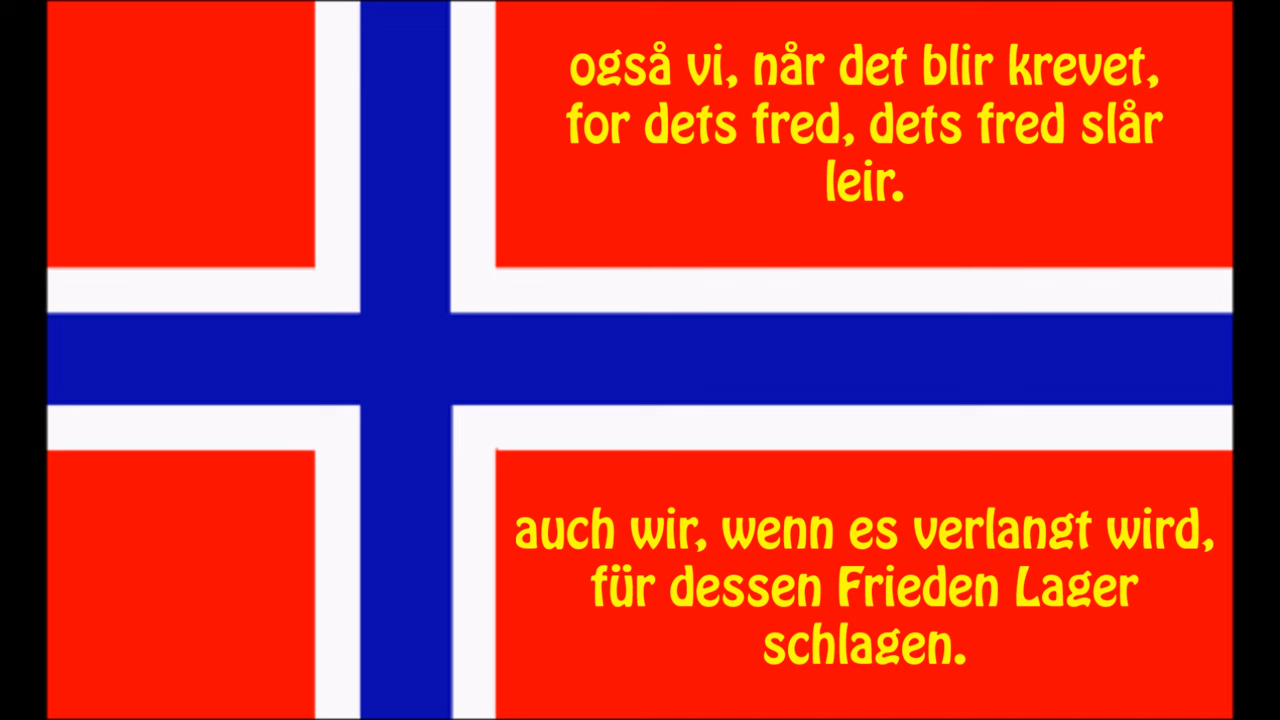 også vi, når det blir krevet,
for dets fred, dets fred slår
leir.
auch wir, wenn es verlangt wird,
für dessen Frieden Lager
schlagen.